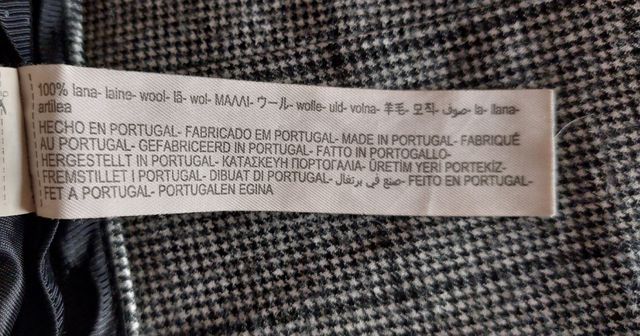 100% lana- laine- wool- lã- wol- ΜΑΛΛΙ- ウール- wolle- uld- volna- 羊毛- 모직- صوف- la- llana-
artilea
HECHO EN PORTUGAL- FABRICADO EM PORTUGAL- MADE IN PORTUGAL- FABRIQUÉ
AU PORTUGAL- GEFABRICEERD IN PORTUGAL- FATTO IN PORTOGALLO-
HERGESTELLT IN PORTUGAL- ΚΑΤΑΣΚΕΥΗ ΠΟΡΤΟΓΑΛΙΑ- ÜRETİM YERİ PORTEKİZ-
FREMSTILLET I PORTUGAL- DIBUAT DI PORTUGAL- صنع في برتغال- FEITO EN PORTUGAL-
FET A PORTUGAL- PORTUGALEN EGINA